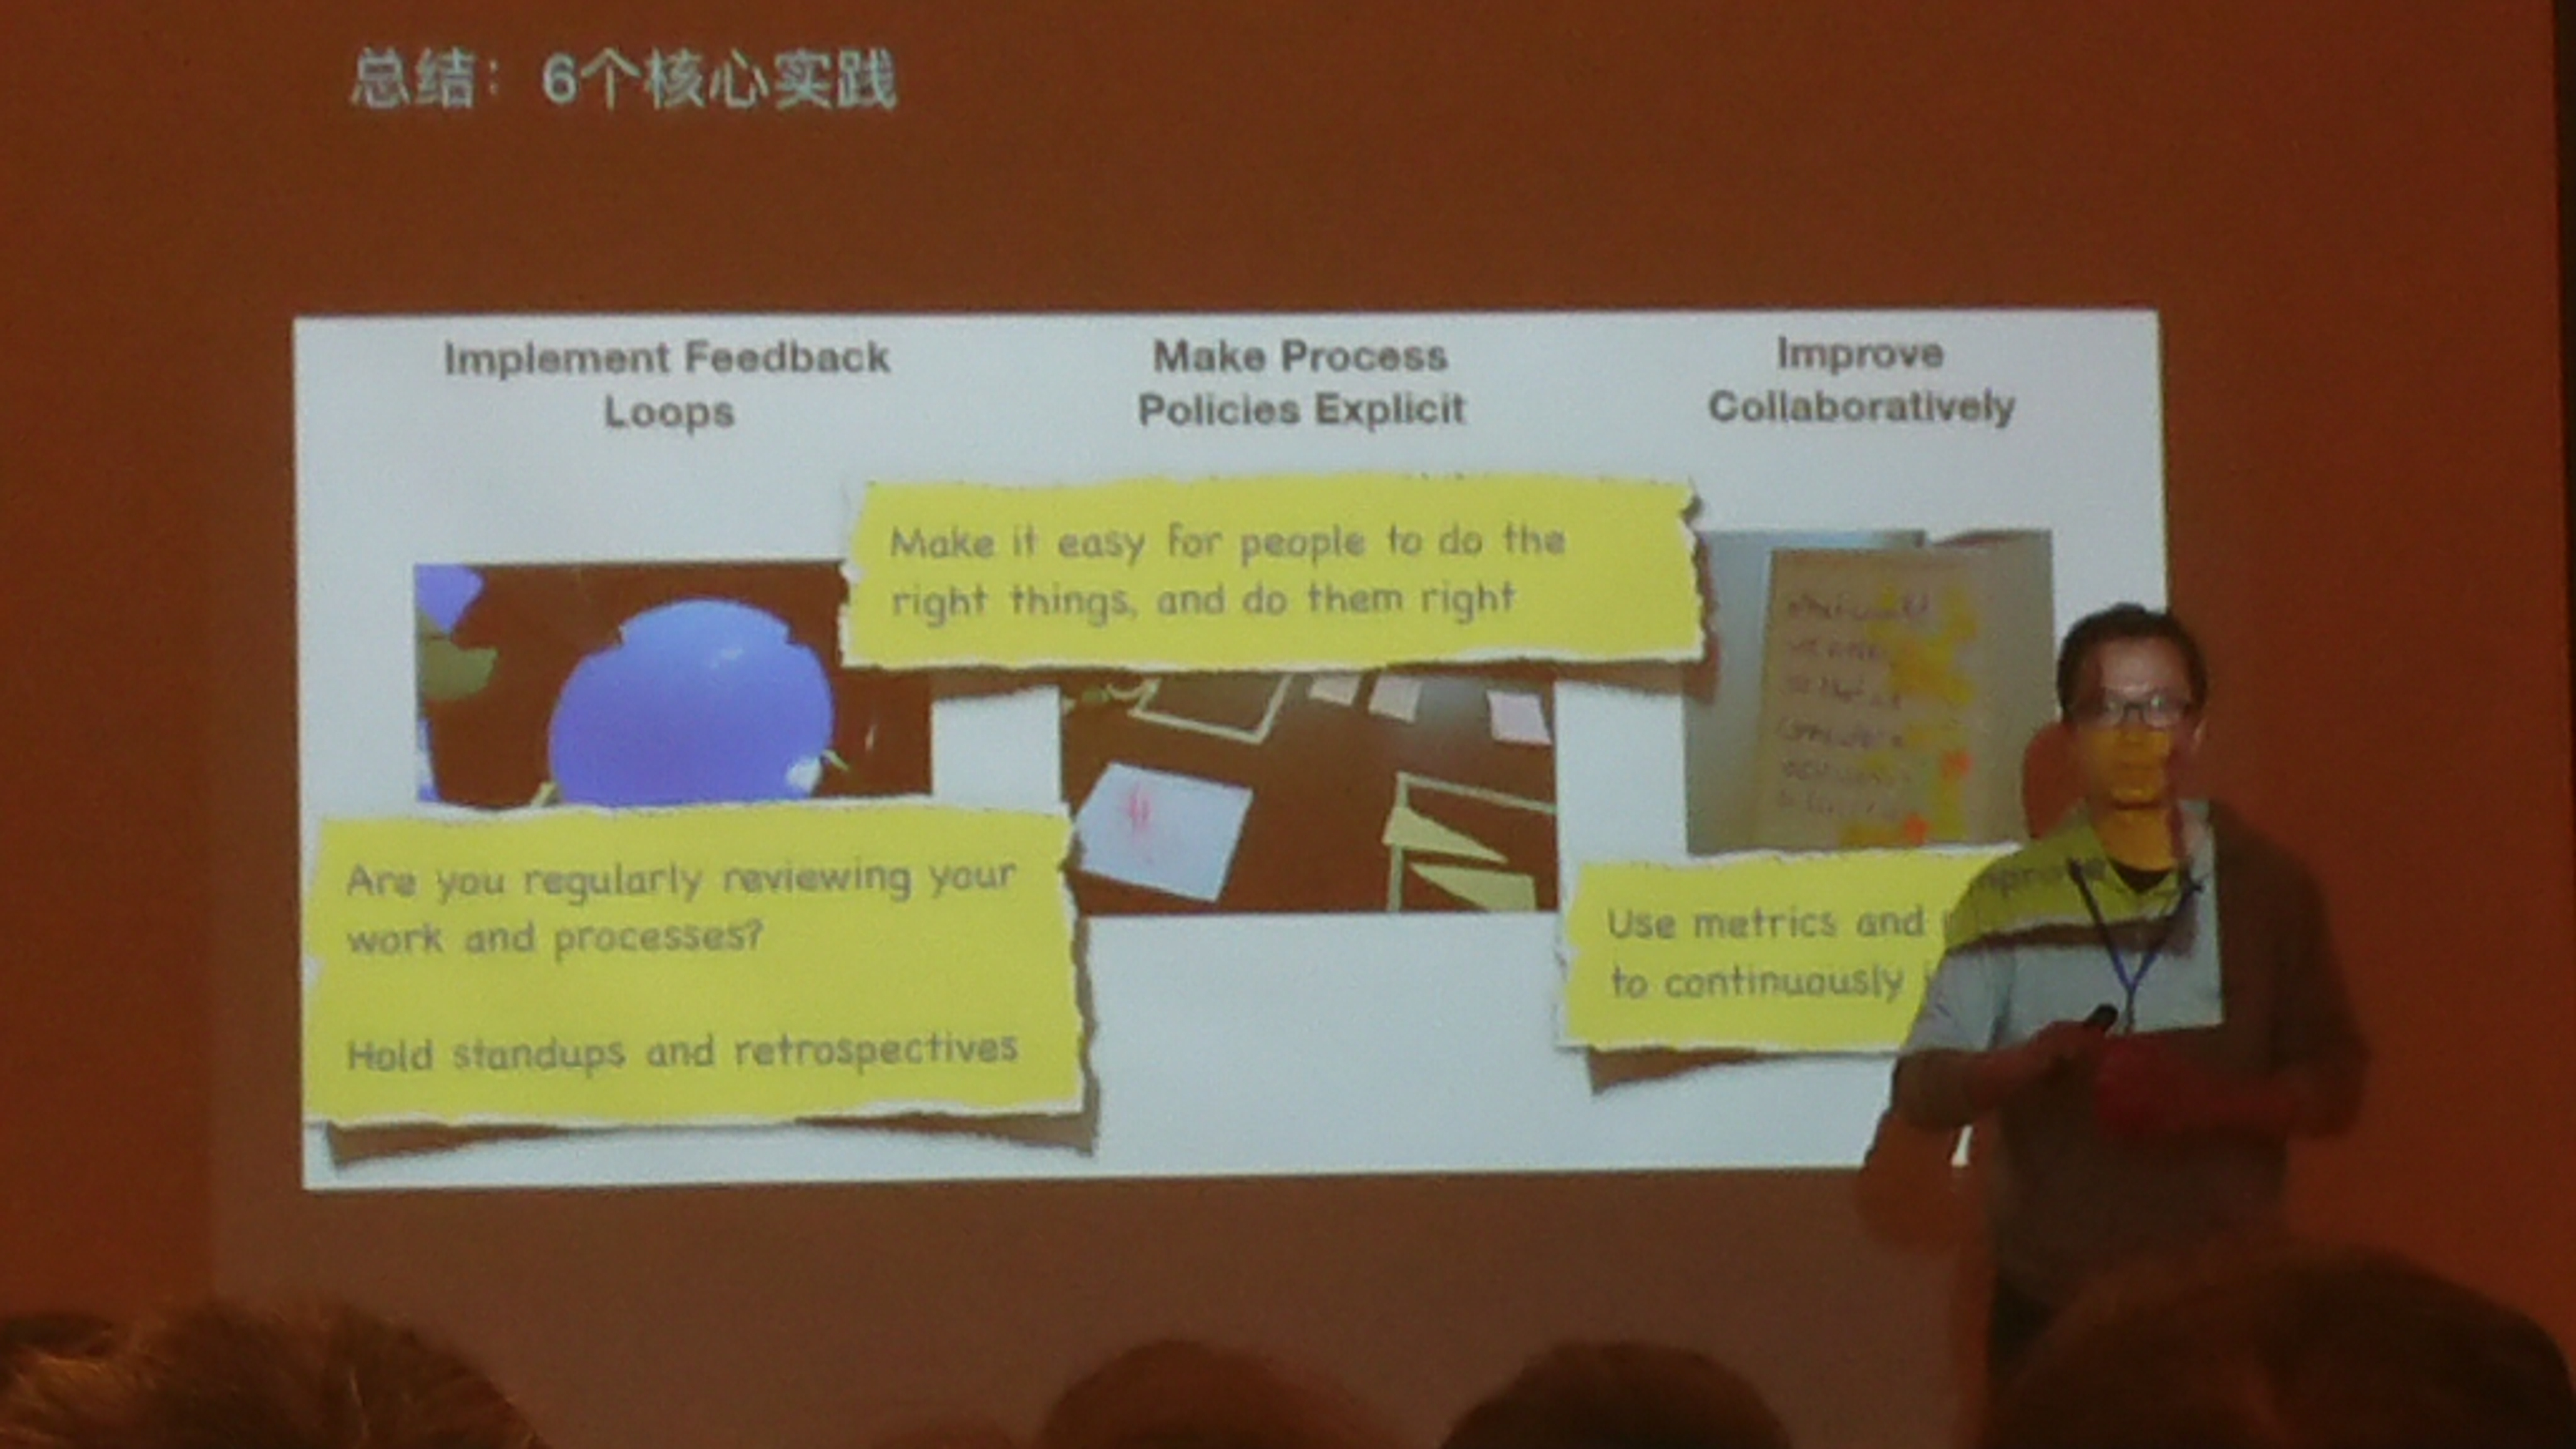 总结：6个核心实践
Implement Feedback
Loops
Make Process
Policies Explicit
Improve
Collaboratively
Make it easy for people to do the
right things, and do them right
Are you regularly reviewing your
work and processes?
Hold standups and retrospectives
Use metrics and
to continuously improve